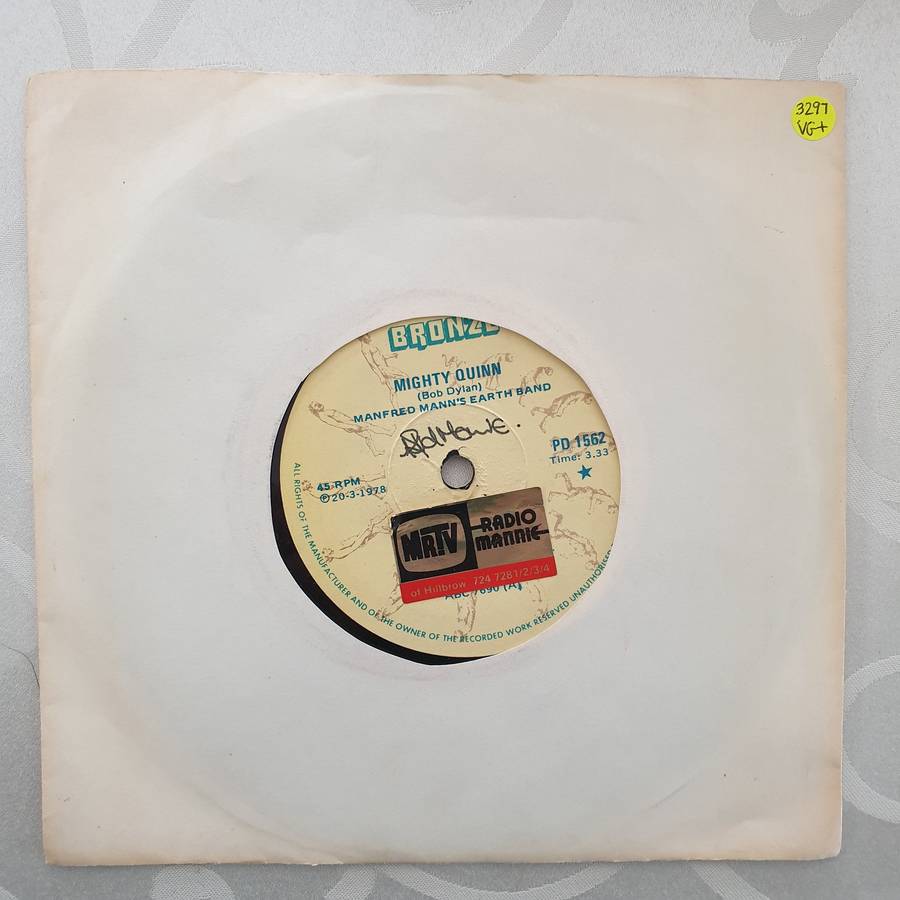 3297
VG+
BRONZE
MIGHTY QUINN
(Bob Dylan)
MANFRED MANN'S EARTH BAND
PD 1562
Time: 3.33
45 RPM
℗20-3-1978
MR.TV
RADIO
MANNIE
of Hillbrow 724 7281/2/3/4
ABC 7690 (A)
ALL RIGHTS OF THE MANUFACTURER AND OF THE OWNER OF THE RECORDED WORK RESERVED UNAUTHORISED